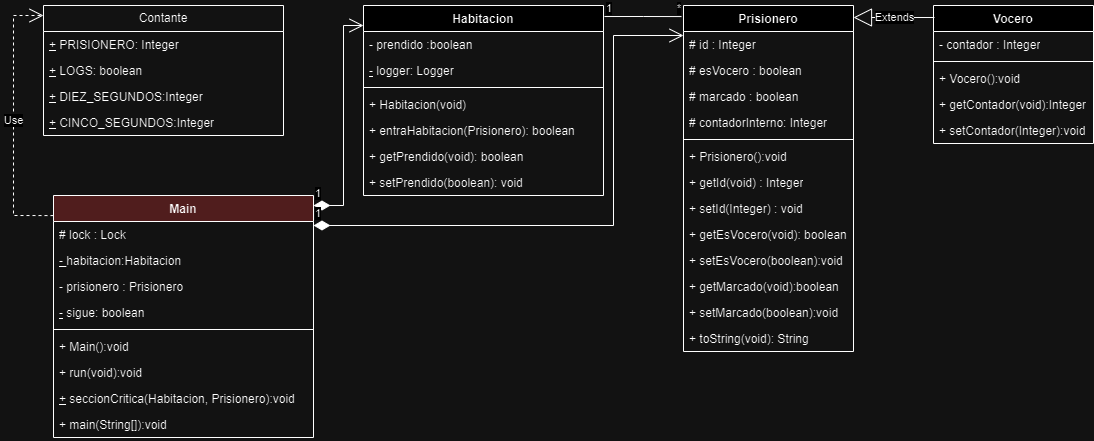 Contante
+ PRISIONERO: Integer
+ LOGS: boolean
+ DIEZ_SEGUNDOS:Integer
+ CINCO_SEGUNDOS:Integer
Use
Habitacion
- prendido :boolean
- logger: Logger
+ Habitacion(void)
+ entraHabitacion(Prisionero): boolean
+ getPrendido(void): boolean
+ setPrendido(boolean): void
1
*
Prisionero
# id : Integer
# esVocero : boolean
# marcado : boolean
# contadorInterno: Integer
+ Prisionero():void
+ getId(void) : Integer
+ setId(Integer) : void
+ getEsVocero(void): boolean
+ setEsVocero(boolean):void
+ getMarcado(void):boolean
+ setMarcado(boolean):void
+ toString(void): String
Extends
Vocero
- contador : Integer
+ Vocero():void
+ getContador(void):Integer
+ setContador(Integer):void
1
1
Main
# lock : Lock
- habitacion:Habitacion
- prisionero : Prisionero
- sigue: boolean
+ Main():void
+ run(void):void
+ seccionCritica(Habitacion, Prisionero):void
+ main(String[]):void